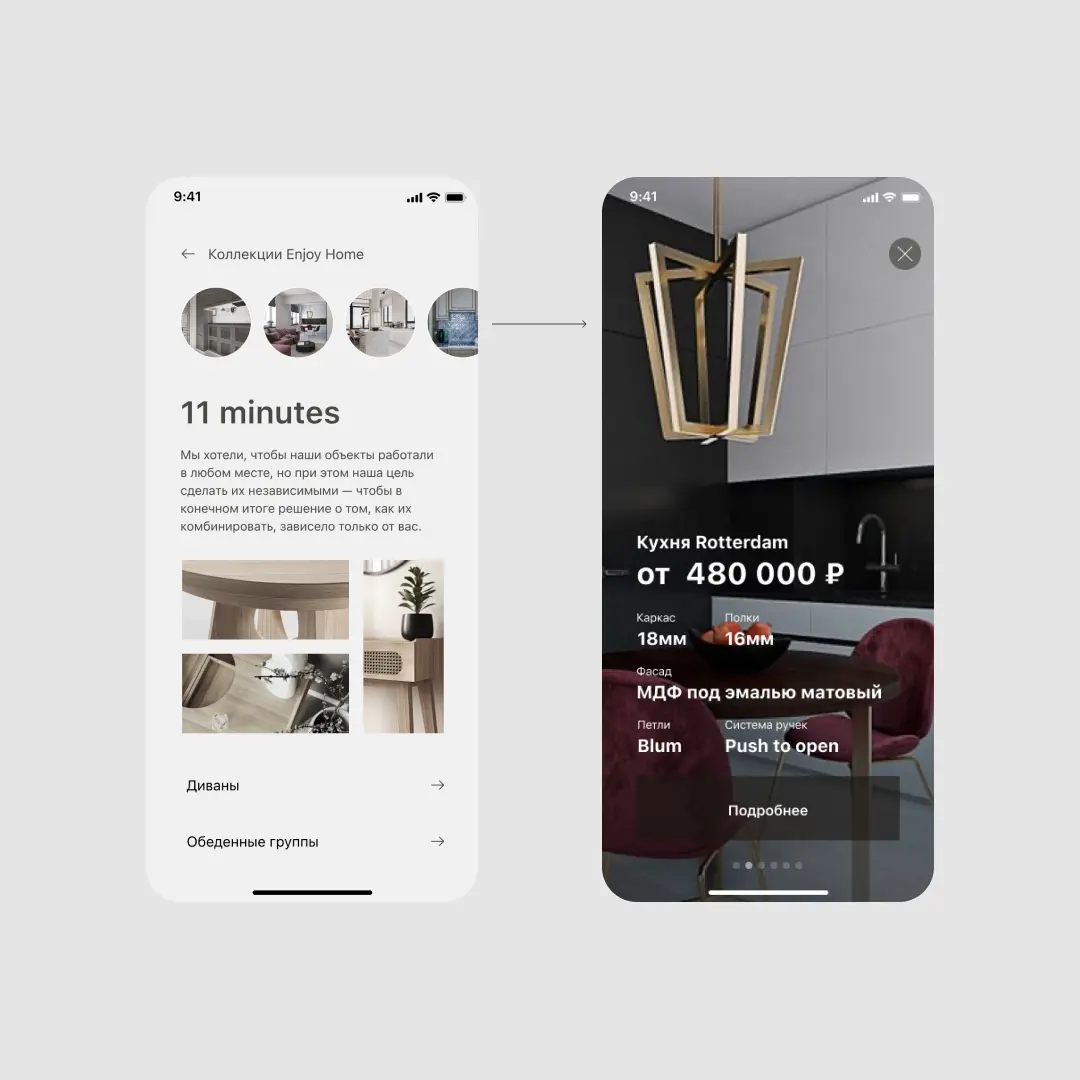 9:41
Коллекции Enjoy Home
11 minutes
Мы хотели, чтобы наши объекты работали
в любом месте, но при этом наша цель
сделать их независимыми — чтобы в
конечном итоге решение о том, как их
комбинировать, зависело только от вас.
Диваны
Обеденные группы
9:41
Кухня Rotterdam
от 480 000 ₽
Каркас Полки
18мм 16мм
Фасад
МДФ под эмалью матовый
Петли Система ручек
Blum Push to open
Подробнее